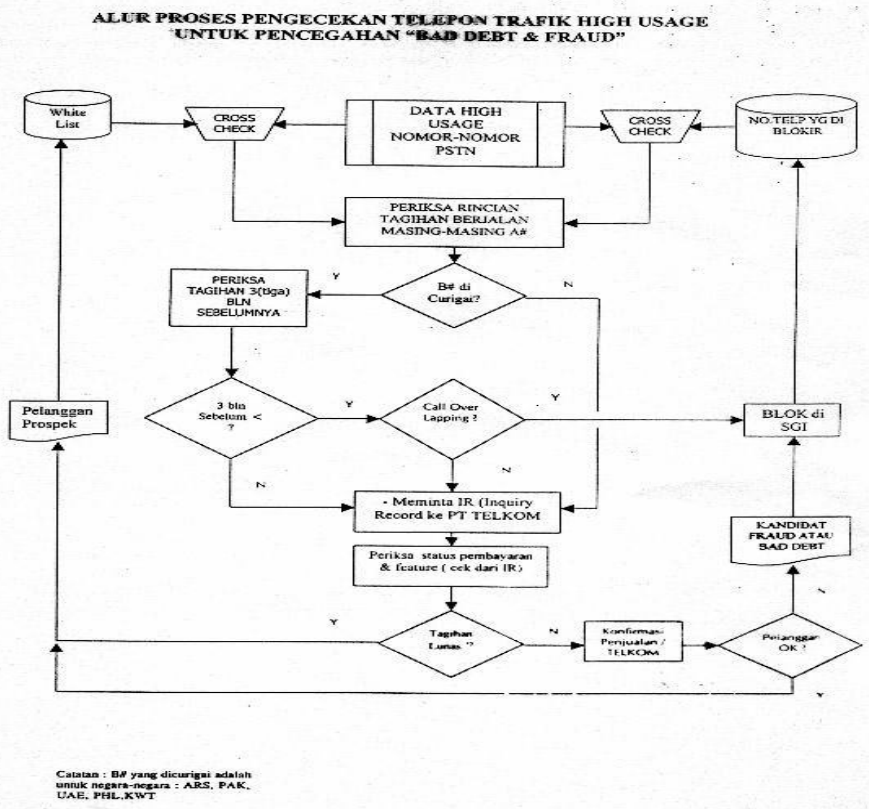 ALUR PROSES PENGECEKAN TELEPON TRAFIK HIGH USAGE
UNTUK PENCEGAHAN “BAD DEBT & FRAUD”
White
List
CROSS
CHECK
DATA HIGH
USAGE
NOMOR-NOMOR
PSTN
CROSS
CHECK
NO.TELP YG DI
BLOKIR
PERIKSA RINCIAN
TAGIHAN BERJALAN
MASING-MASING A#
PERIKSA
TAGIHAN 3(tiga)
BLN
SEBELUMNYA
Y
B# di
Curigai?
N
Pelanggan
Prospek
3 bln
Sebelum <
?
Y
Call Over
Lapping ?
Y
BLOK di
SGI
N
N
- Meminta IR (Inquiry
Record ke PT TELKOM
KANDIDAT
FRAUD ATAU
BAD DEBT
Periksa status pembayaran
& feature ( cek dari IR)
N
Y
Tagihan
Lunas ?
N
Konfirmasi
Penjualan /
TELKOM
Pelanggan
OK ?
Y
Catatan : B# yang dicurigai adalah
untuk negara-negara : ARS, PAK,
UAE, PHL,KWT